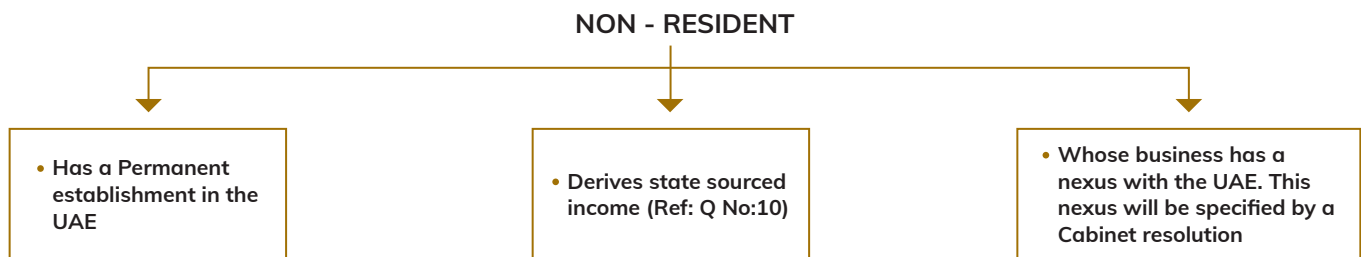 NON - RESIDENT
• Has a Permanent
establishment in the
UAE
• Derives state sourced
income (Ref: Q No:10)
• Whose business has a
nexus with the UAE. This
nexus will be specified by a
Cabinet resolution